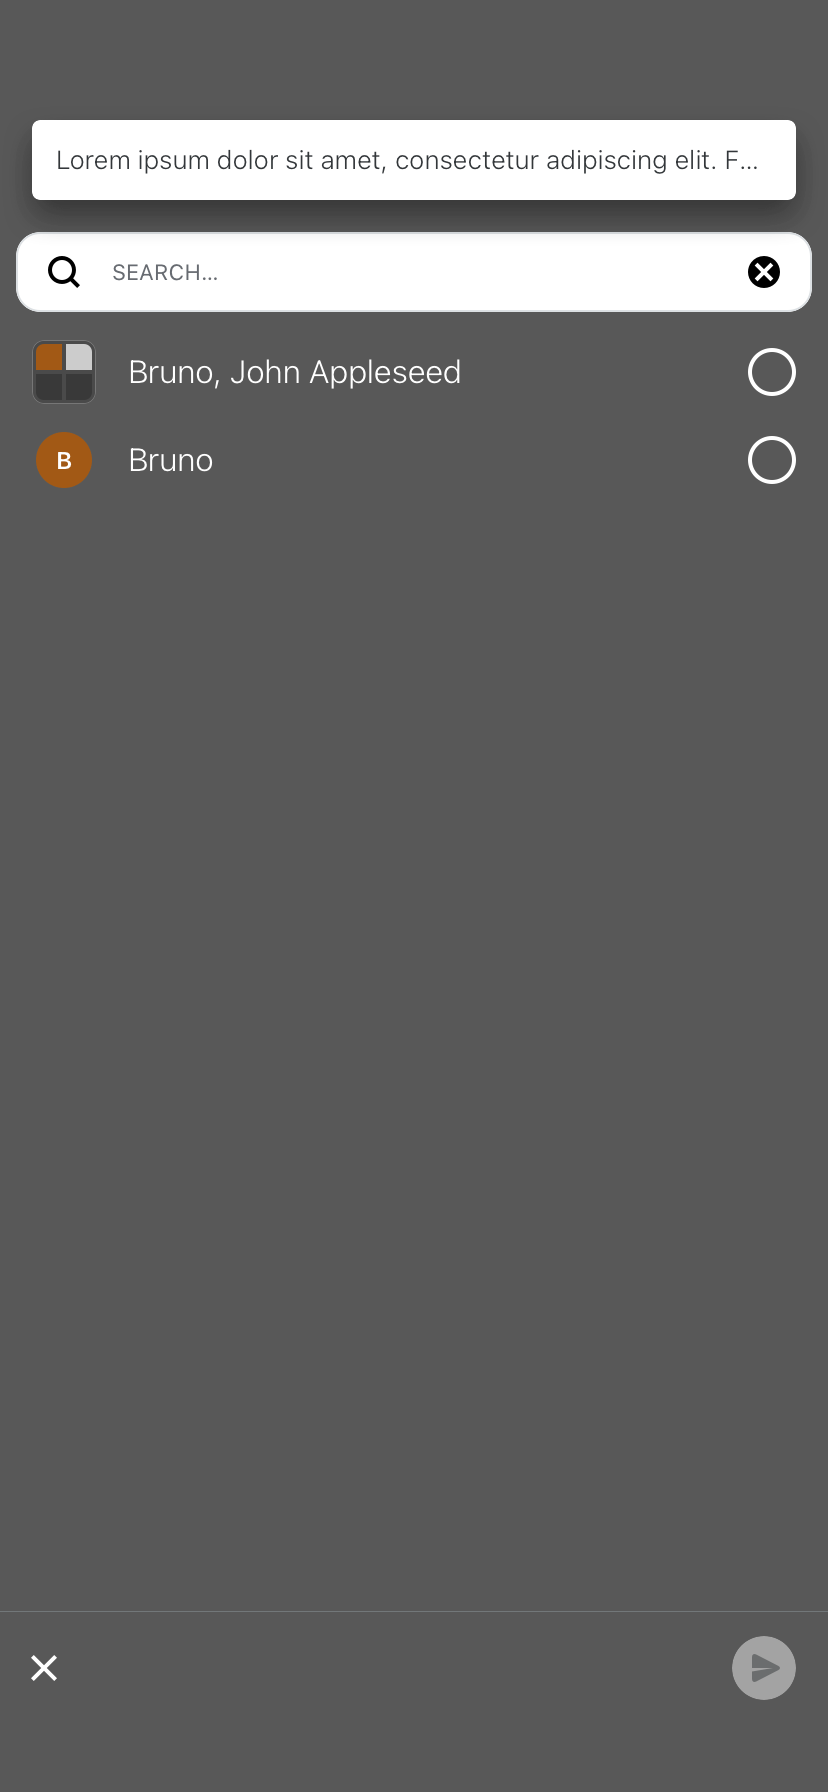 Lorem ipsum dolor sit amet, consectetur adipiscing elit. F...
SEARCH...
Bruno, John Appleseed
B
Bruno